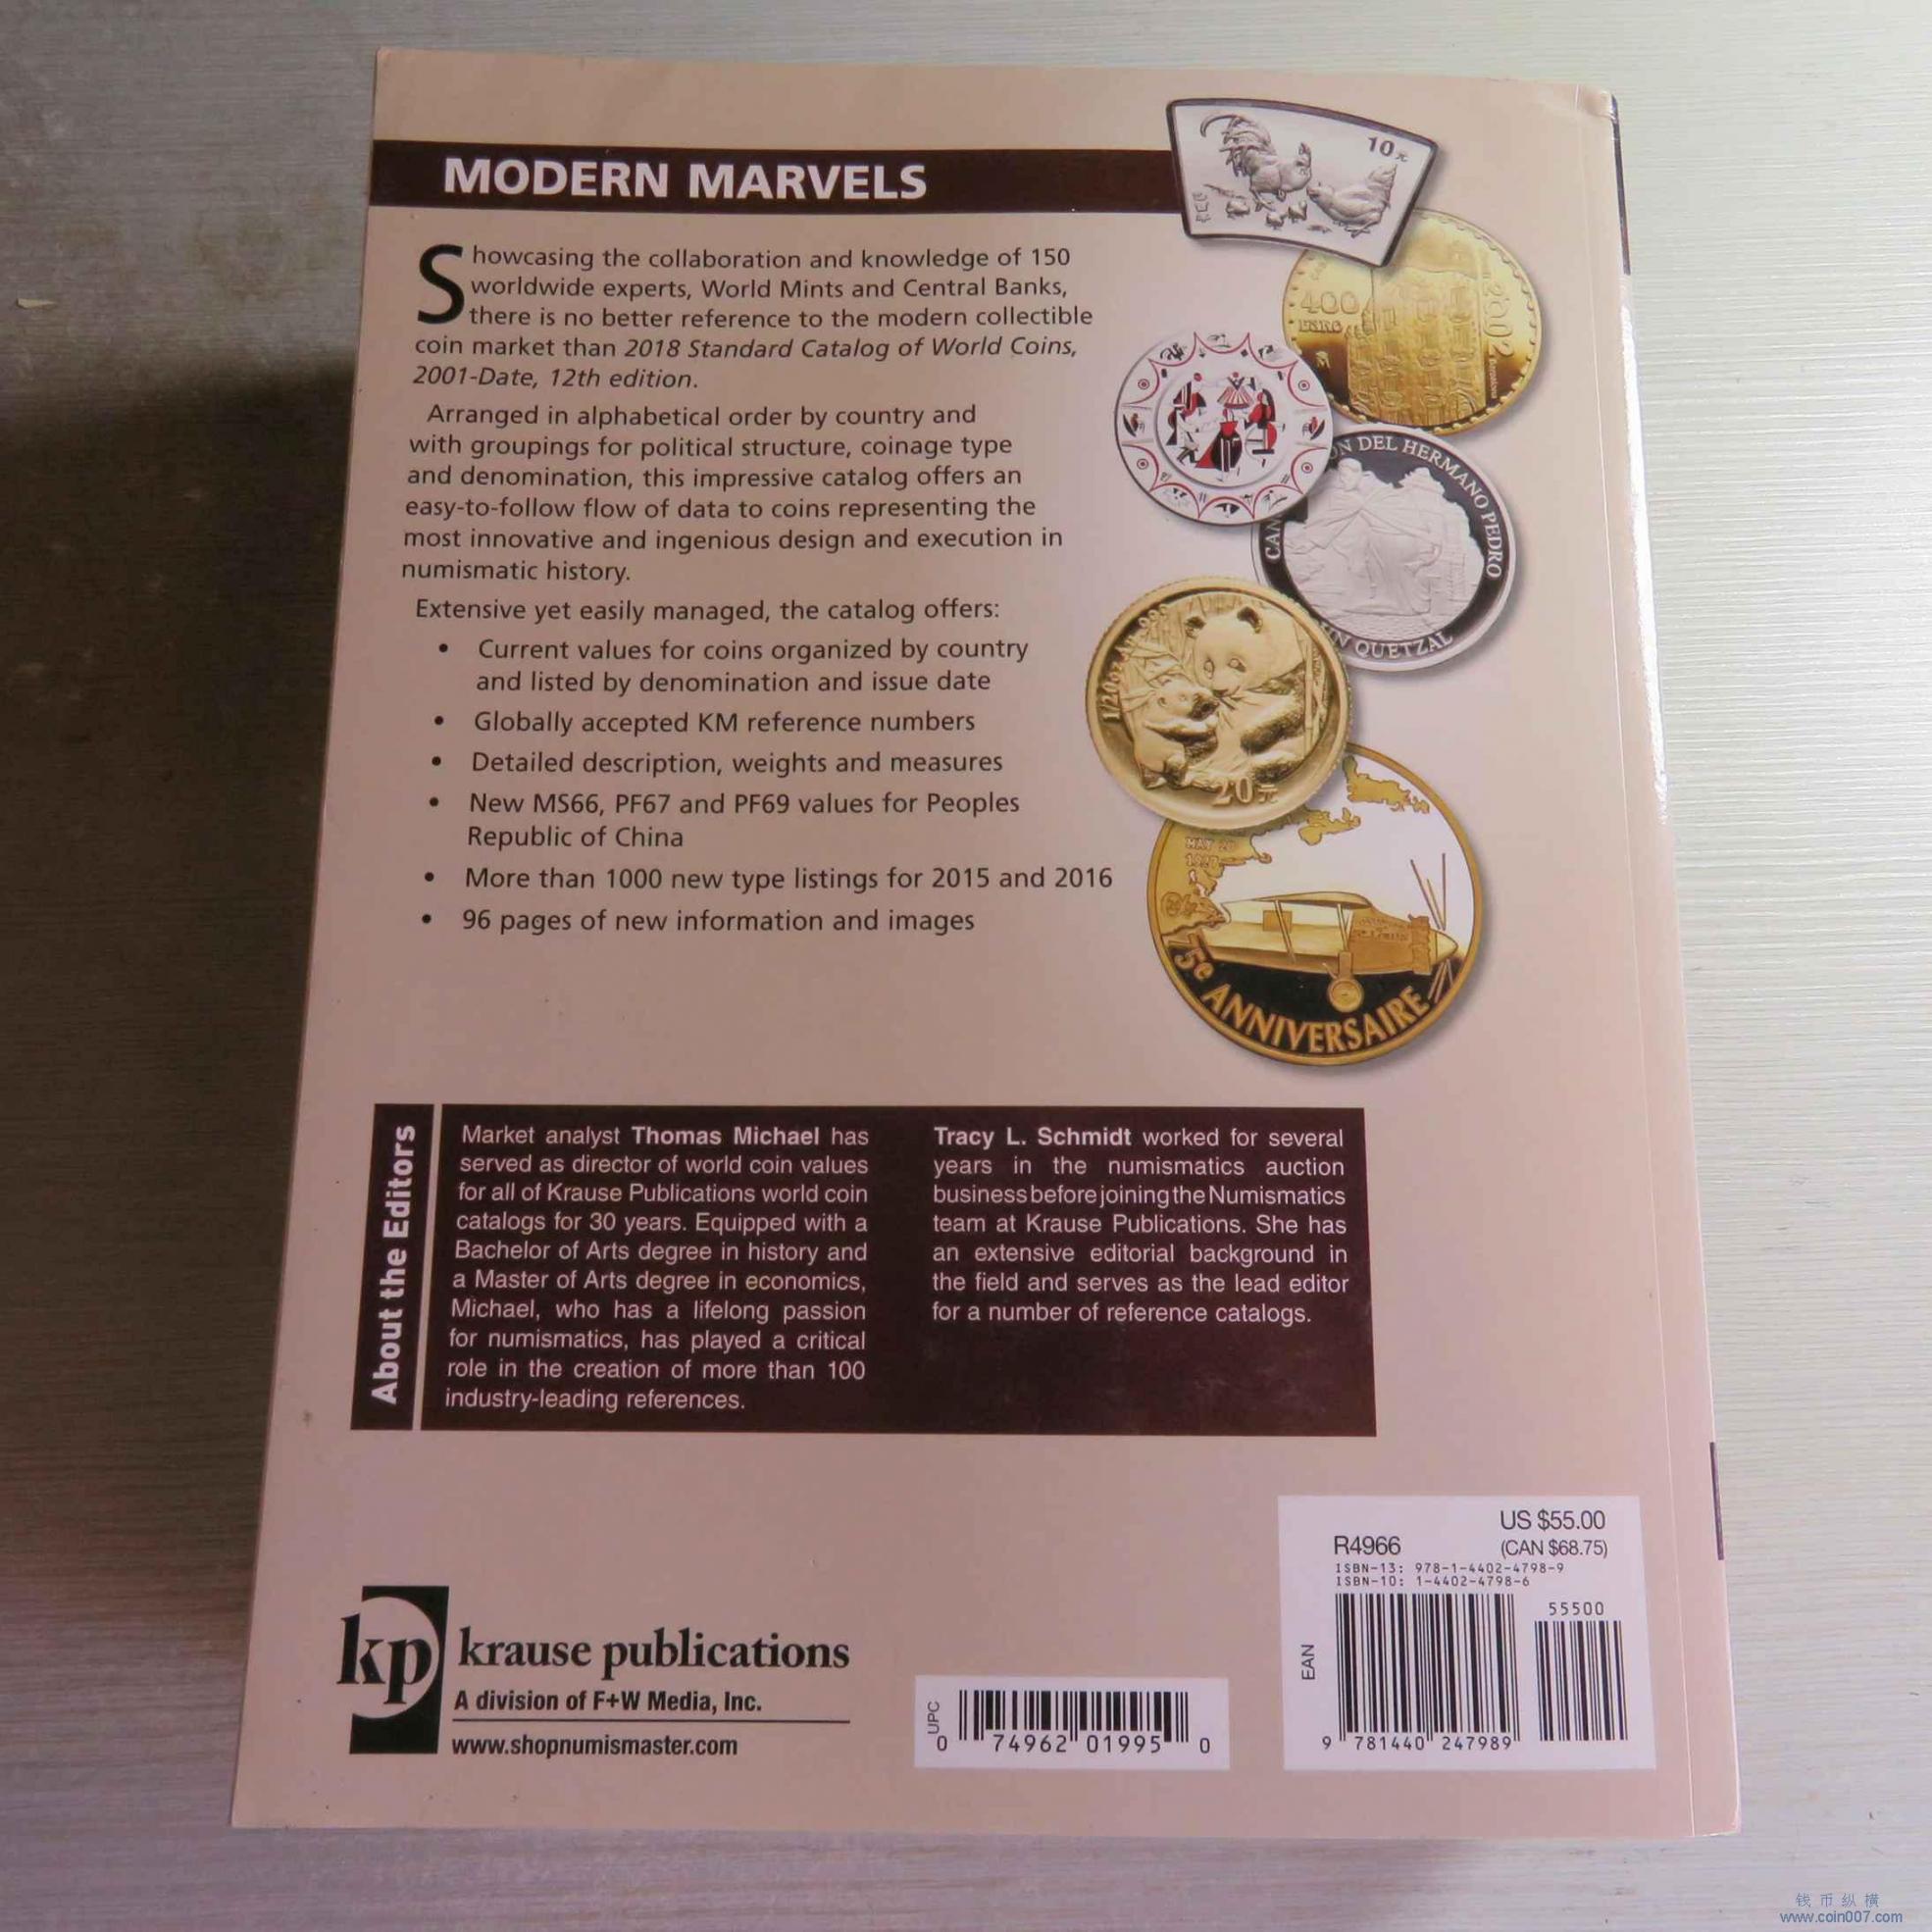 MODERN MARVELS
Showcasing the collaboration and knowledge of 150
worldwide experts, World Mints and Central Banks,
there is no better reference to the modern collectible
coin market than 2018 Standard Catalog of World Coins,
2001-Date, 12th edition.
Arranged in alphabetical order by country and
with groupings for political structure, coinage type
and denomination, this impressive catalog offers an
easy-to-follow flow of data to coins representing the
most innovative and ingenious design and execution in
numismatic history.
Extensive yet easily managed, the catalog offers:
• Current values for coins organized by country
and listed by denomination and issue date
• Globally accepted KM reference numbers
• Detailed description, weights and measures
• New MS66, PF67 and PF69 values for Peoples
Republic of China
• More than 1000 new type listings for 2015 and 2016
• 96 pages of new information and images
10元
400
EURO
2002
DEL HERMANO PEDRO
UN QUETZAL
1/20oz Au .999
20元
MAY 20
1927
75e ANNIVERSAIRE
About the Editors
Market analyst Thomas Michael has
served as director of world coin values
for all of Krause Publications world coin
catalogs for 30 years. Equipped with a
Bachelor of Arts degree in history and
a Master of Arts degree in economics,
Michael, who has a lifelong passion
for numismatics, has played a critical
role in the creation of more than 100
industry-leading references.
Tracy L. Schmidt worked for several
years in the numismatics auction
business before joining the Numismatics
team at Krause Publications. She has
an extensive editorial background in
the field and serves as the lead editor
for a number of reference catalogs.
kp krause publications
A division of F+W Media, Inc.
www.shopnumismaster.com
UPC
0 74962 01995 0
US $55.00
R4966 (CAN $68.75)
ISBN-13: 978-1-4402-4798-9
ISBN-10: 1-4402-4798-6
55500
EAN
9 781440 247989
钱币纵横
www.coin007.com